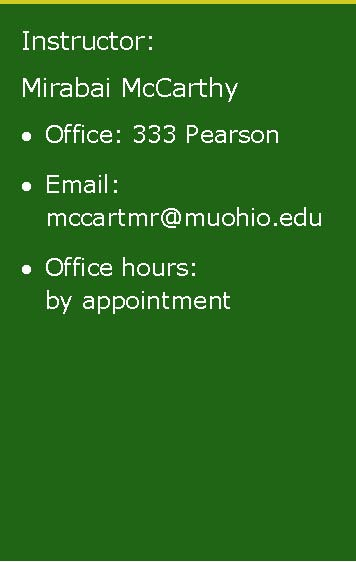 Instructor:
Mirabai McCarthy
• Office: 333 Pearson
• Email:
mccartmr@muohio.edu
• Office hours:
by appointment